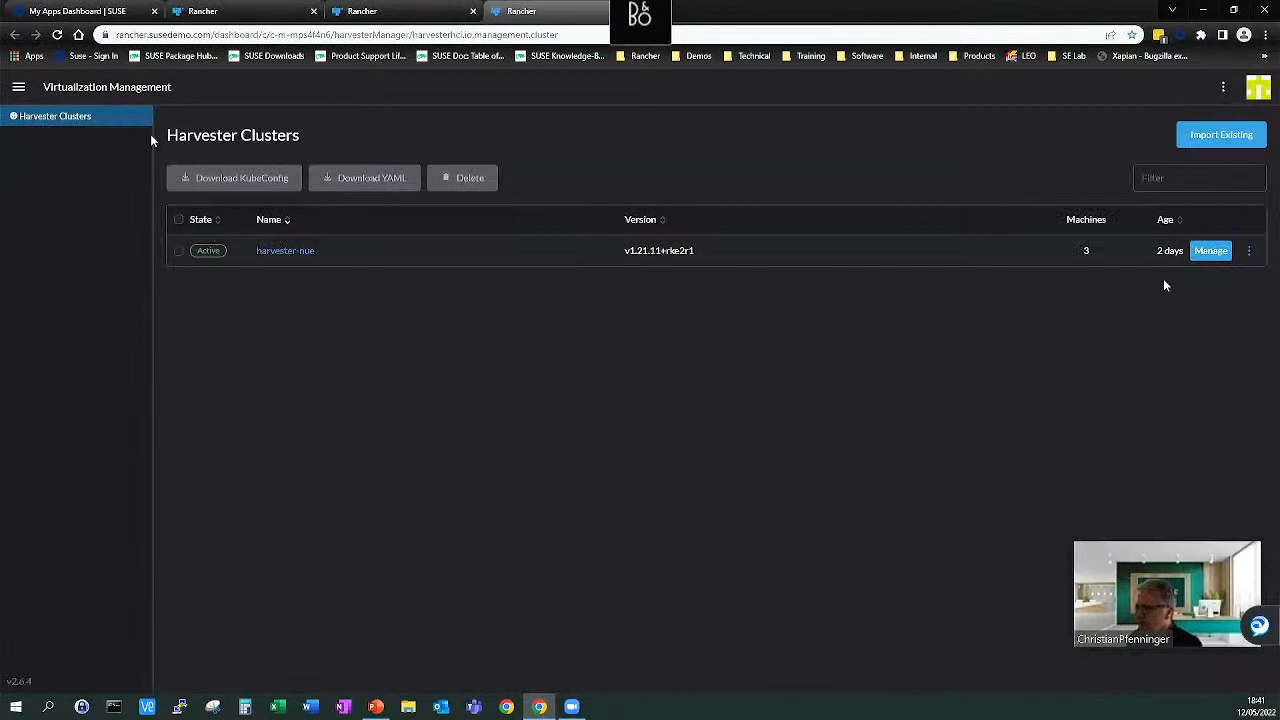 My Apps Dashboard | SUSE
Rancher
Rancher
Rancher
B&O
rancher.susedemo.com/dashboard/c/c-m-mps4f4n6/harvesterManager/harvesterhci.io.management.cluster
Apps
Suse - Sign In
SUSE Package Hub...
SUSE Downloads
Product Support Lif...
SUSE Doc: Table of...
SUSE Knowledge-B...
Rancher
Demos
Technical
Training
Software
Internal
Products
LEO
SE Lab
Xapian - Bugzilla ex...
Virtualization Management
Harvester Clusters
Harvester Clusters
Import Existing
Download KubeConfig
Download YAML
Delete
Filter
State
Name
Version
Machines
Age
Active
harvester-nue
v1.21.11+rke2r1
3
2 days
Manage
ChristianPfenninger
v2.6.4
18:41
12/05/2022